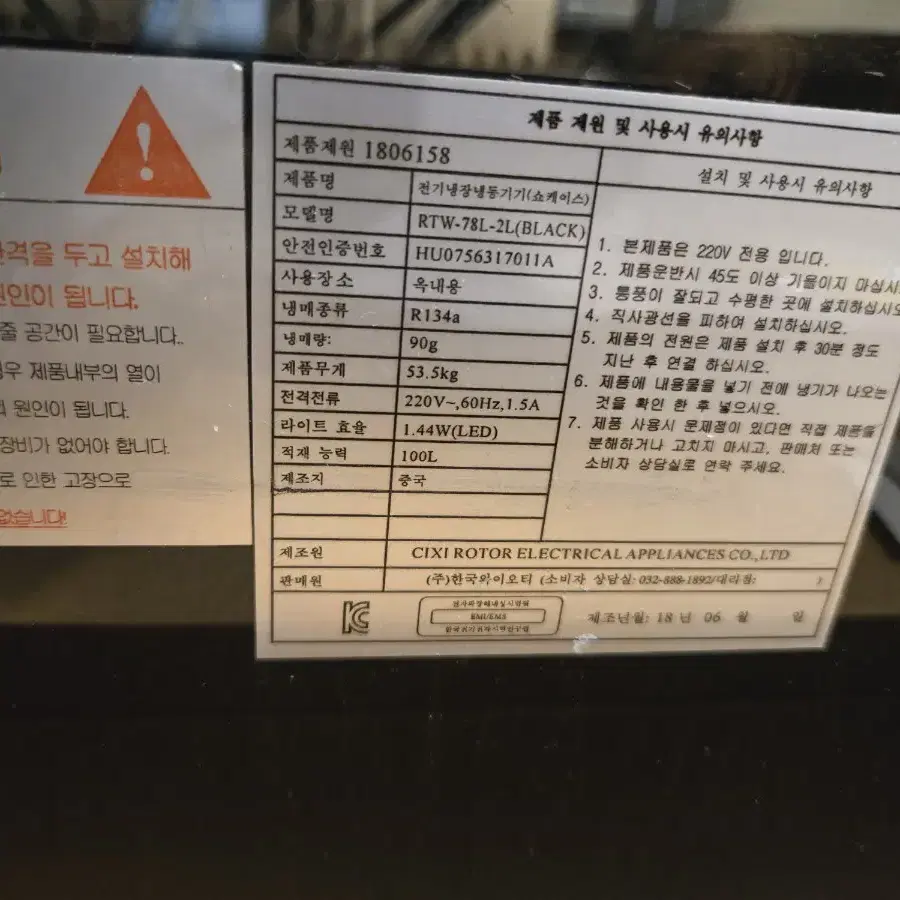 간격을 두고 설치해
원인이 됩니다.
줄 공간이 필요합니다.
제품내부의 열이
원인이 됩니다.
장비가 없어야 합니다.
인한 고장으로
없습니다!
제품 제원 및 사용시 유의사항
제품제원 1806158
제품명 전기냉장냉동기기(쇼케이스)
모델명 RTW-78L-2L(BLACK)
안전인증번호 HU0756317011A
사용장소 옥내용
냉매종류 R134a
냉매량: 90g
제품무게 53.5kg
전격전류 220V~,60Hz,1.5A
라이트 효율 1.44W(LED)
적재 능력 100L
제조지 중국
설치 및 사용시 유의사항
1. 본제품은 220V 전용 입니다.
2. 제품운반시 45도 이상 기울이지 마십시
3. 통풍이 잘되고 수평한 곳에 설치하십시오
4. 직사광선을 피하여 설치하십시오.
5. 제품의 전원은 제품 설치 후 30분 정도
지난 후 연결 하십시오.
6. 제품에 내용물을 넣기 전에 냉기가 나오는
것을 확인 한 후 넣으시오.
7. 제품 사용시 문제점이 있다면 직접 제품을
분해하거나 고치지 마시고, 판매처 또는
소비자 상담실로 연락 주세요.
제조원 CIXI ROTOR ELECTRICAL APPLIANCES CO.,LTD
판매원 (주)한국와이오티 (소비자 상담실: 032-888-1892/대리점: )
EMI/EMS
제조년월: 18 년 06 월 일